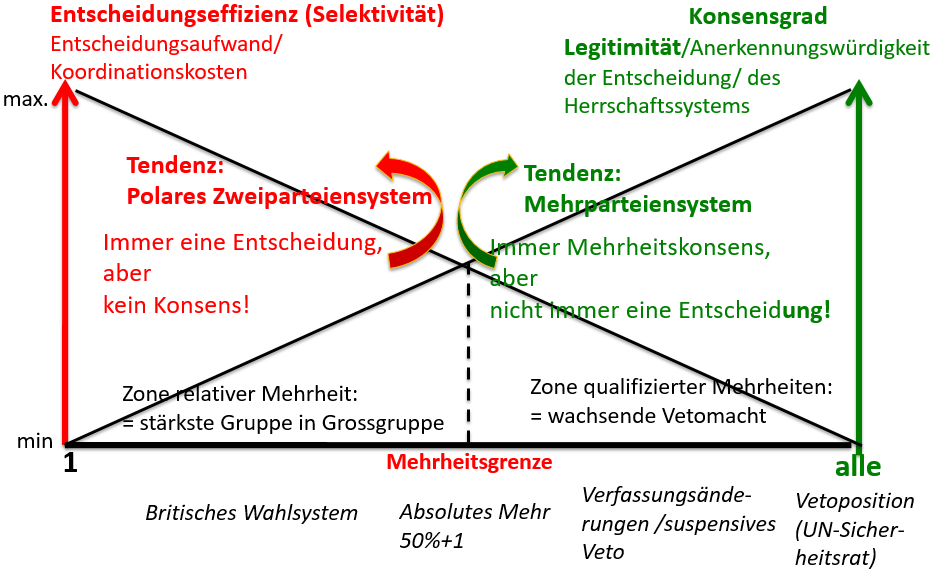 Entscheidungseffizienz (Selektivität)
Entscheidungsaufwand/
Koordinationskosten
Konsensgrad
Legitimität/Anerkennungswürdigkeit
der Entscheidung/ des
Herrschaftssystems
max.
Tendenz:
Polares Zweiparteiensystem
Immer eine Entscheidung,
aber
kein Konsens!
Tendenz:
Mehrparteiensystem
Immer Mehrheitskonsens,
aber
nicht immer eine Entscheidung!
Zone relativer Mehrheit:
= stärkste Gruppe in Grossgruppe
Zone qualifizierter Mehrheiten:
= wachsende Vetomacht
min
1
Mehrheitsgrenze
alle
Britisches Wahlsystem
Absolutes Mehr
50%+1
Verfassungsände-
rungen /suspensives
Veto
Vetoposition
(UN-Sicher-
heitsrat)